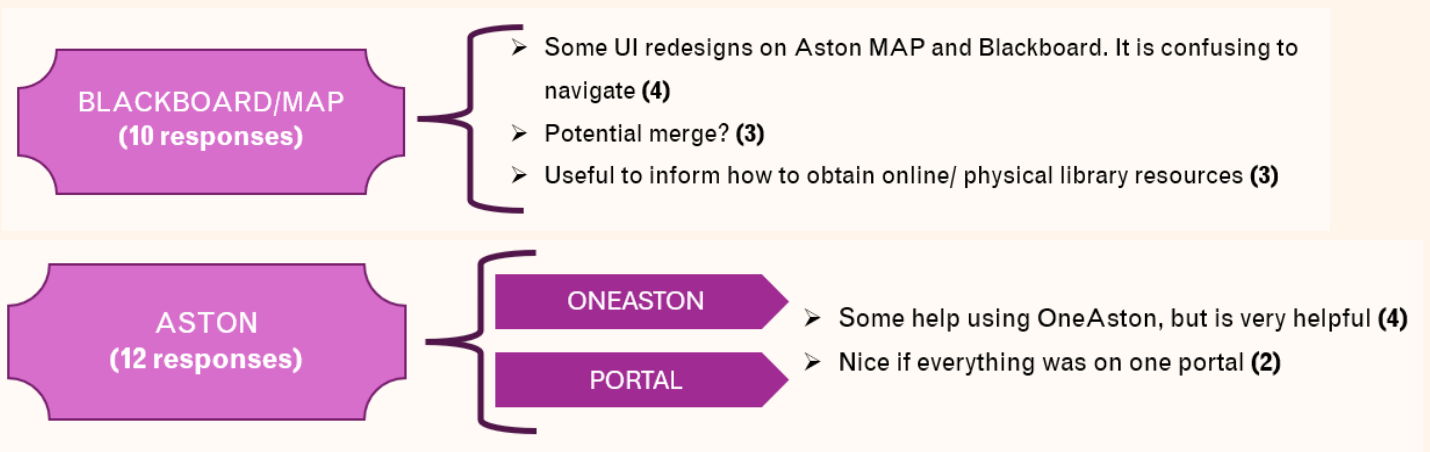 BLACKBOARD/MAP
(10 responses)
➢ Some UI redesigns on Aston MAP and Blackboard. It is confusing to
navigate (4)
➢ Potential merge? (3)
➢ Useful to inform how to obtain online/ physical library resources (3)
ASTON
(12 responses)
ONEASTON
PORTAL
➢ Some help using OneAston, but is very helpful (4)
➢ Nice if everything was on one portal (2)